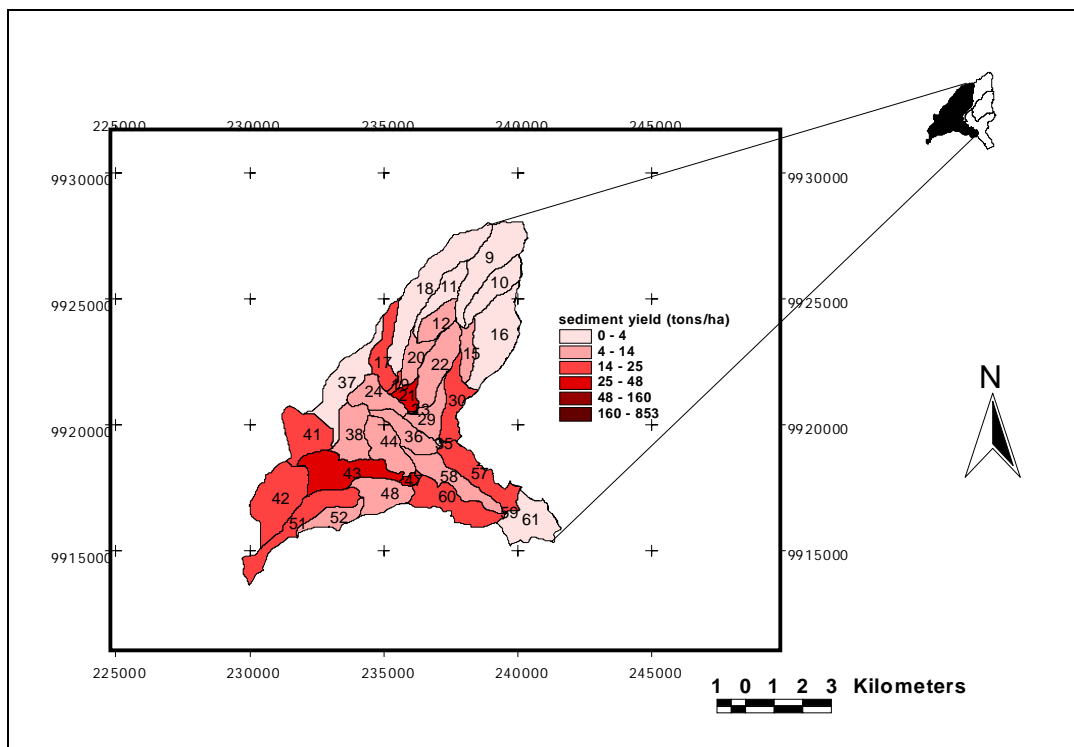 225000 230000 235000 240000 245000
9930000 9930000
9
18 11 10
9925000 9925000
sediment yield (tons/ha)
0 - 4
4 - 14
14 - 25
25 - 48
48 - 160
160 - 853
12
16
20 22 15
17
37 19
24 21 30
23
29
9920000 9920000
41 38 44 36 35
N
43 47 58 57
42 48 60
51 52 59 61
9915000 9915000
225000 230000 235000 240000 245000
1 0 1 2 3 Kilometers